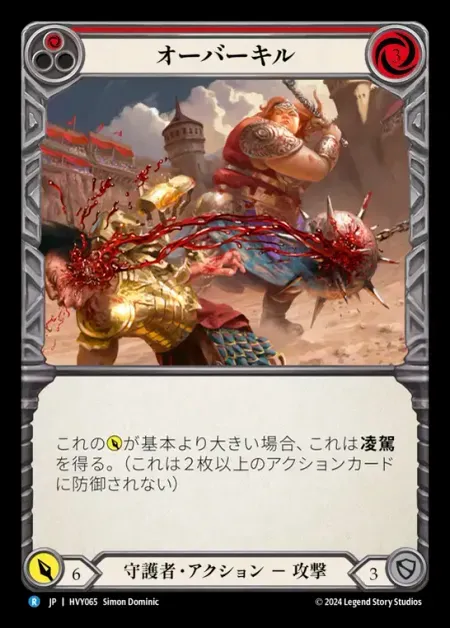 オーバーキル
3
これのが基本より大きい場合、これは凌駕
を得る。（これは２枚以上のアクションカード
に防御されない）
6
守護者・アクション － 攻撃
3
R JP | HVY065 Simon Dominic
© 2024 Legend Story Studios